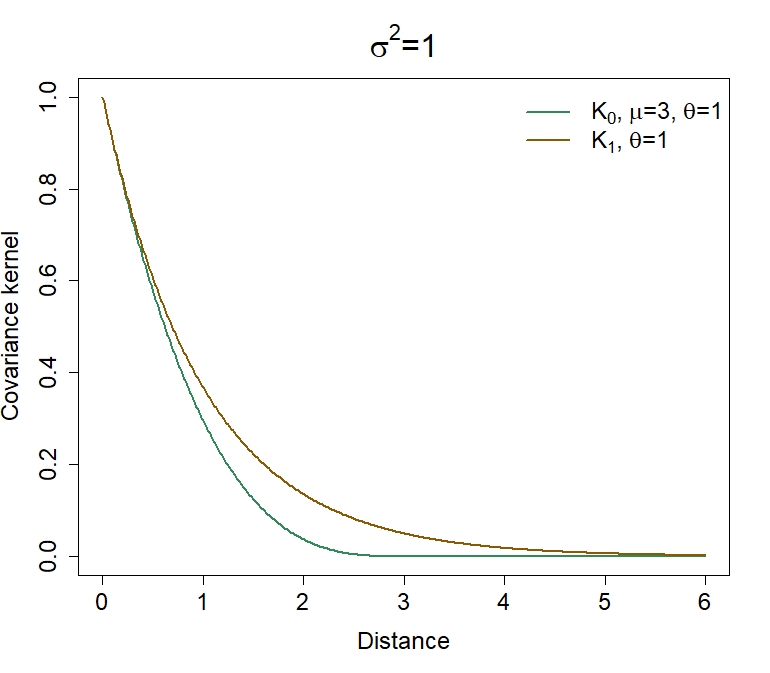 σ²=1
K₀, μ=3, θ=1
K₁, θ=1
Covariance kernel
1.0
0.8
0.6
0.4
0.2
0.0
0 1 2 3 4 5 6
Distance